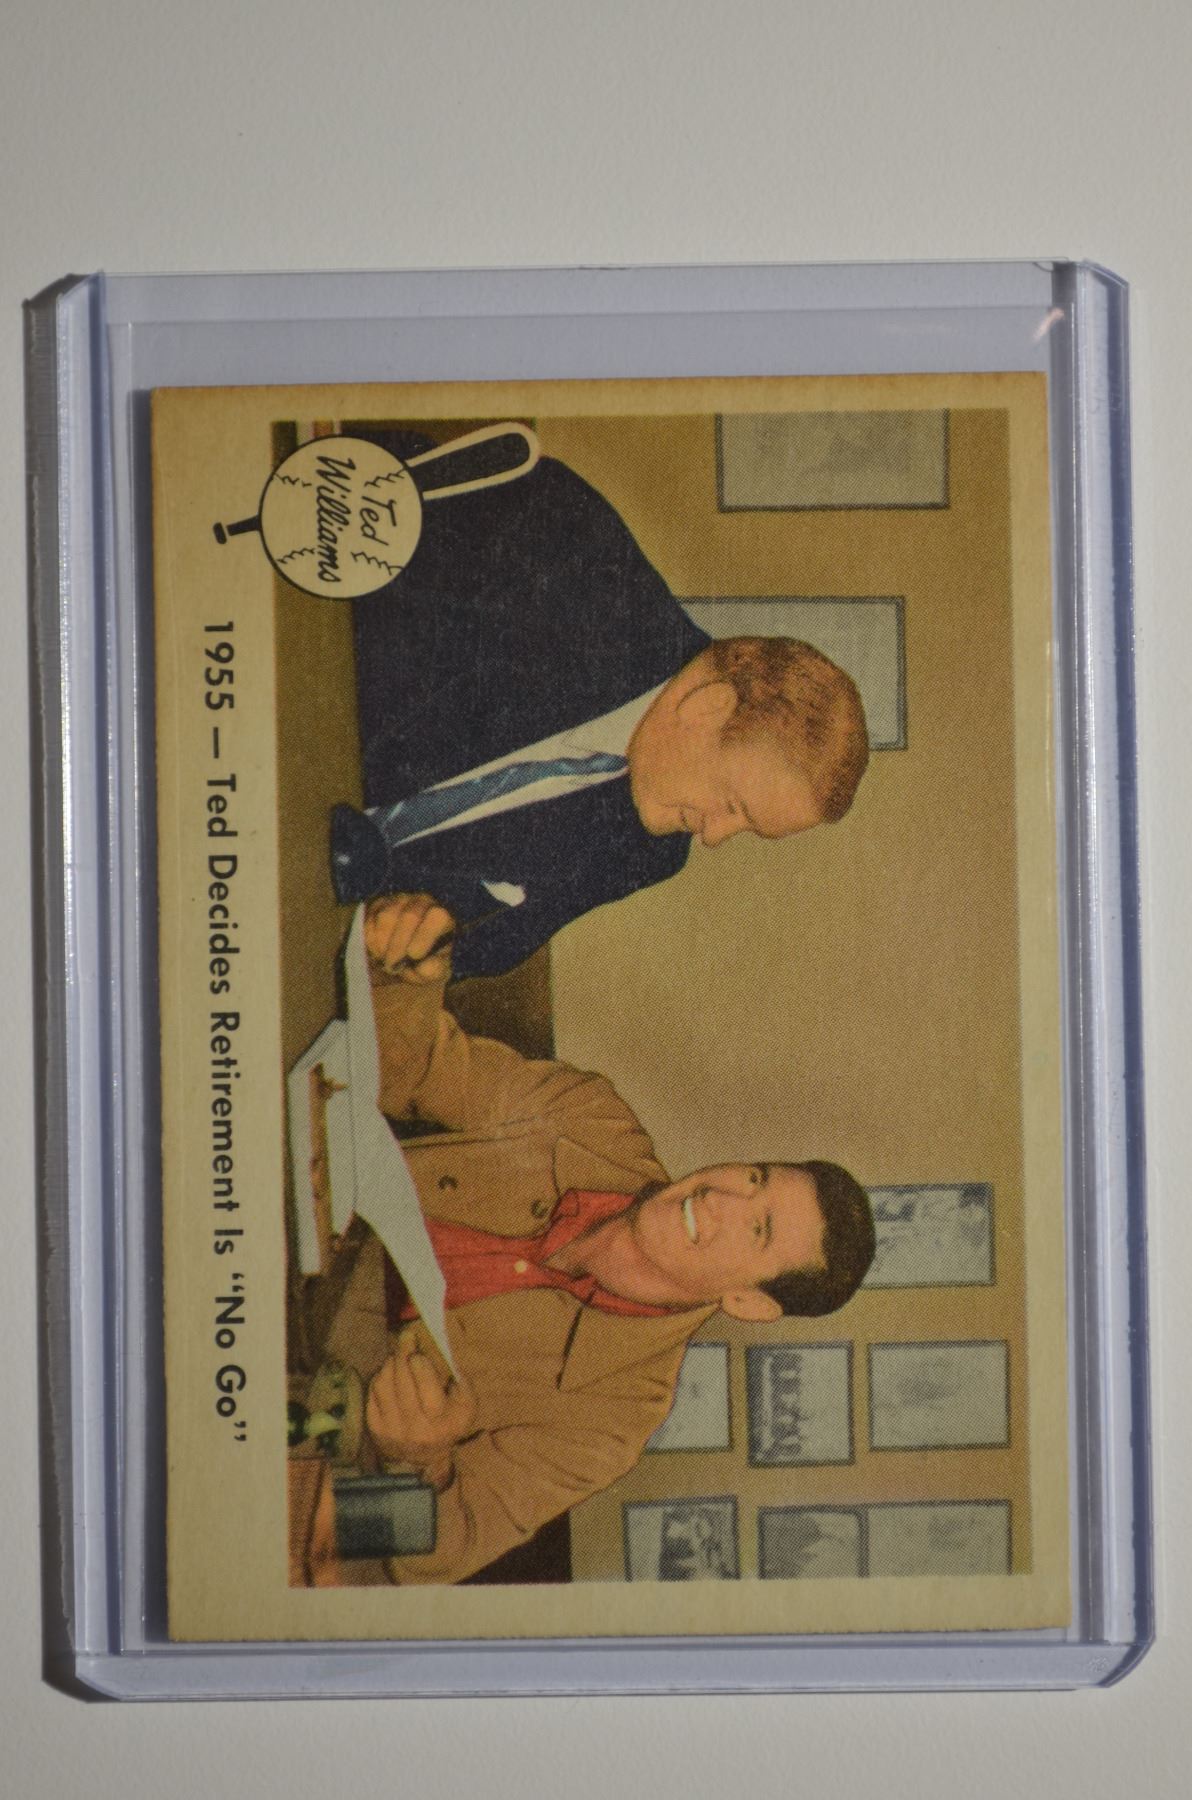 Ted
Williams
1955 — Ted Decides Retirement Is “No Go”